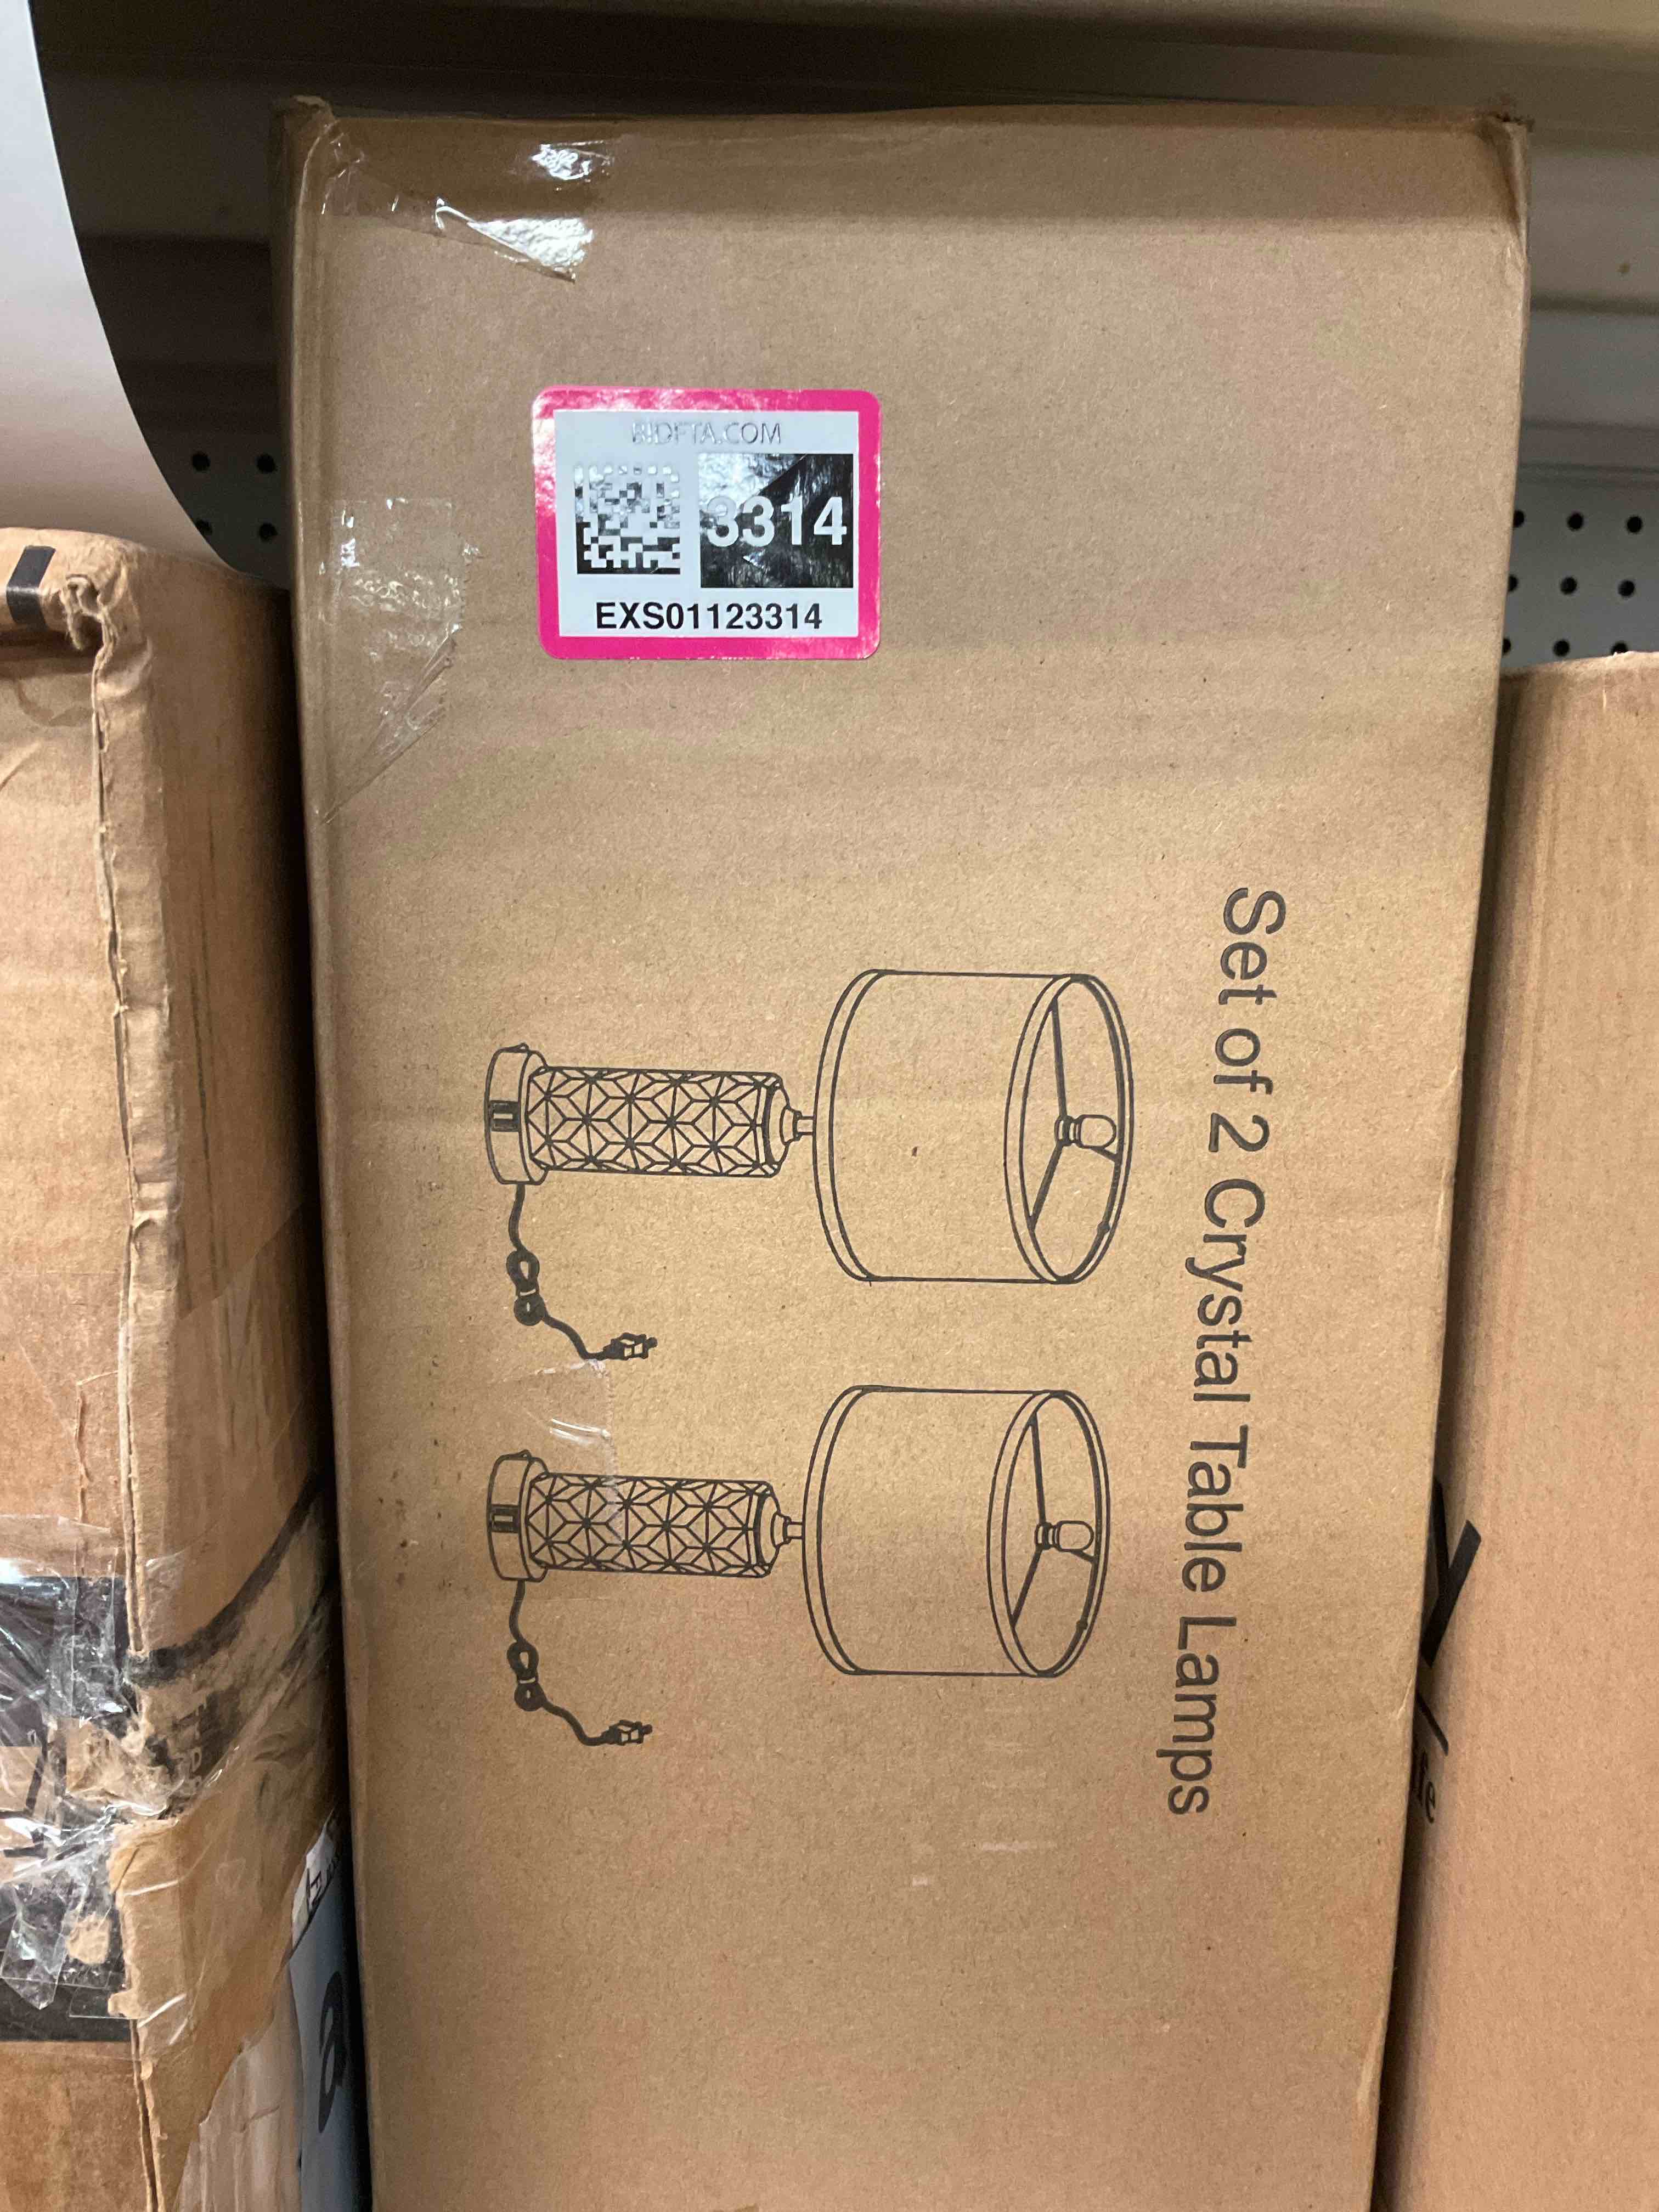 BIDFTA.COM
3314
EXS01123314
Set of 2 Crystal Table Lamps
a